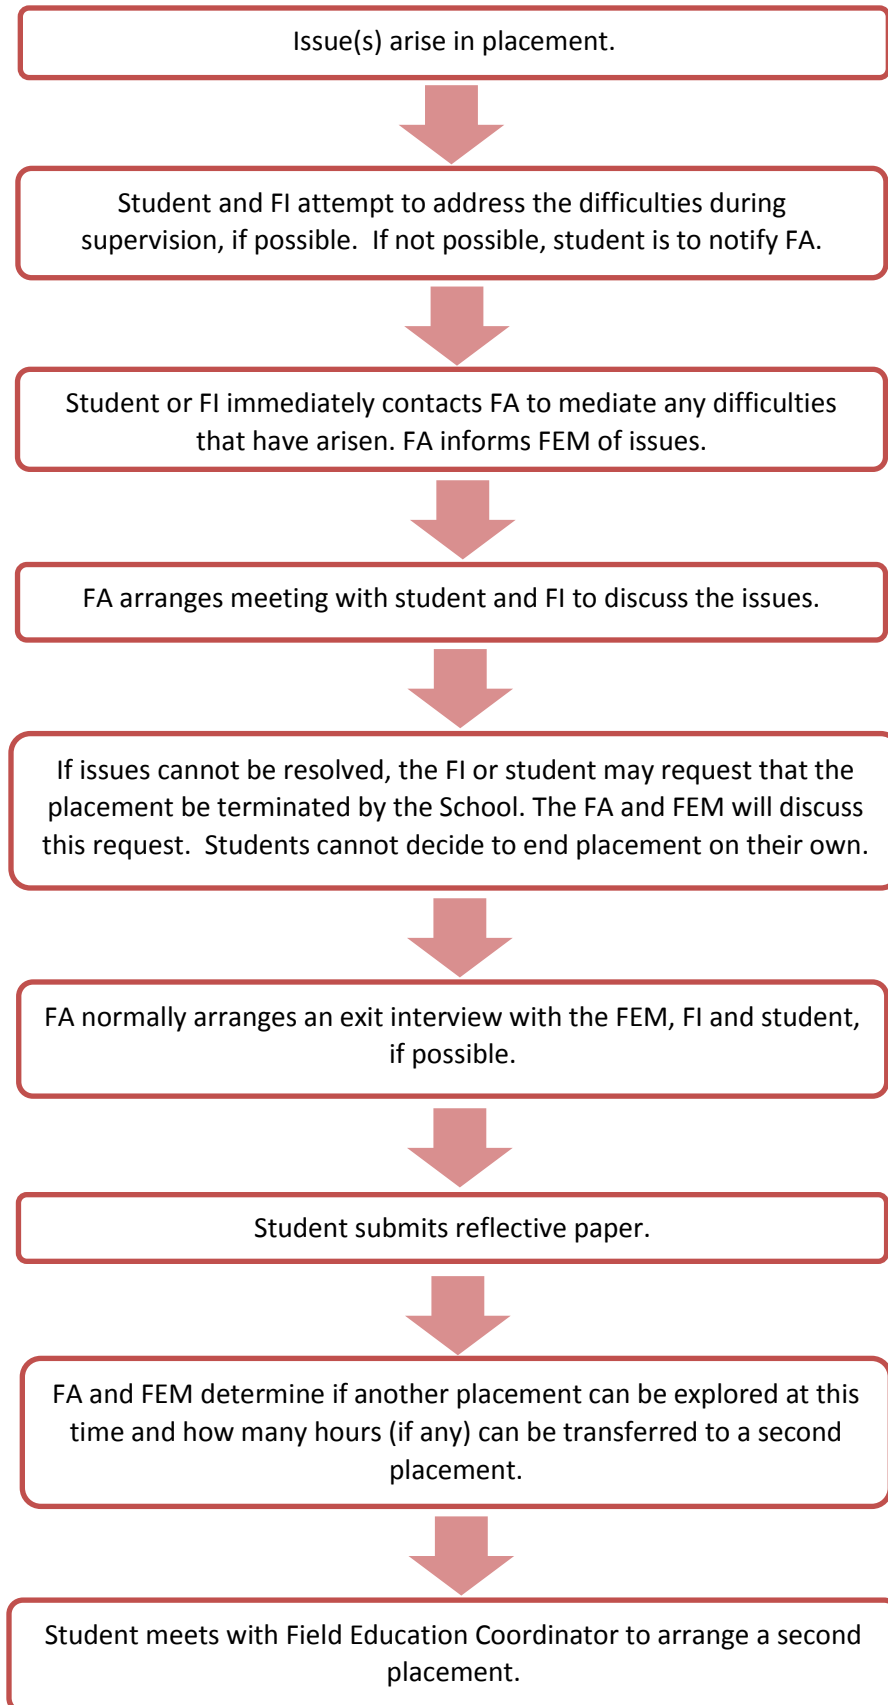 Issue(s) arise in placement.
Student and FI attempt to address the difficulties during
supervision, if possible.  If not possible, student is to notify FA.
Student or FI immediately contacts FA to mediate any difficulties
that have arisen. FA informs FEM of issues.
FA arranges meeting with student and FI to discuss the issues.
If issues cannot be resolved, the FI or student may request that the
placement be terminated by the School. The FA and FEM will discuss
this request.  Students cannot decide to end placement on their own.
FA normally arranges an exit interview with the FEM, FI and student,
if possible.
Student submits reflective paper.
FA and FEM determine if another placement can be explored at this
time and how many hours (if any) can be transferred to a second
placement.
Student meets with Field Education Coordinator to arrange a second
placement.